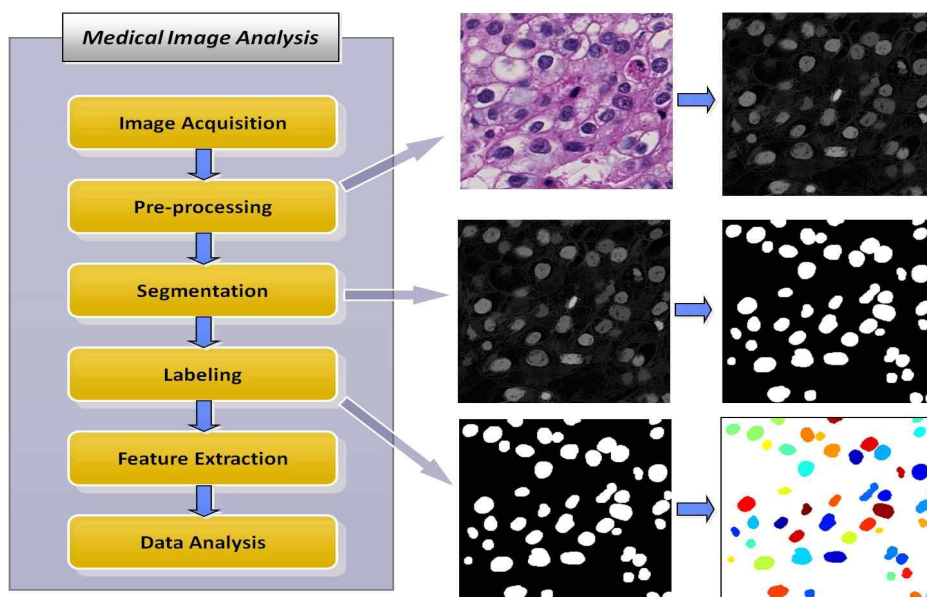 Medical Image Analysis
Image Acquisition
Pre-processing
Segmentation
Labeling
Feature Extraction
Data Analysis